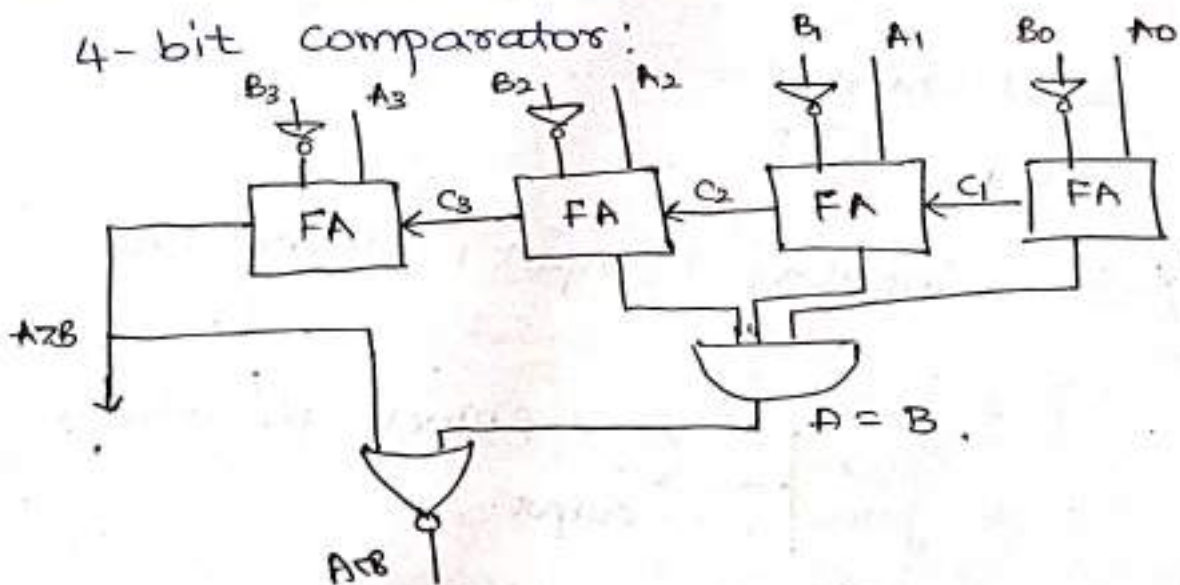 4-bit comparator:
B3 A3 B2 A2 B1 A1 B0 A0
FA C3 FA C2 FA C1 FA
A>B
A = B.
A<B